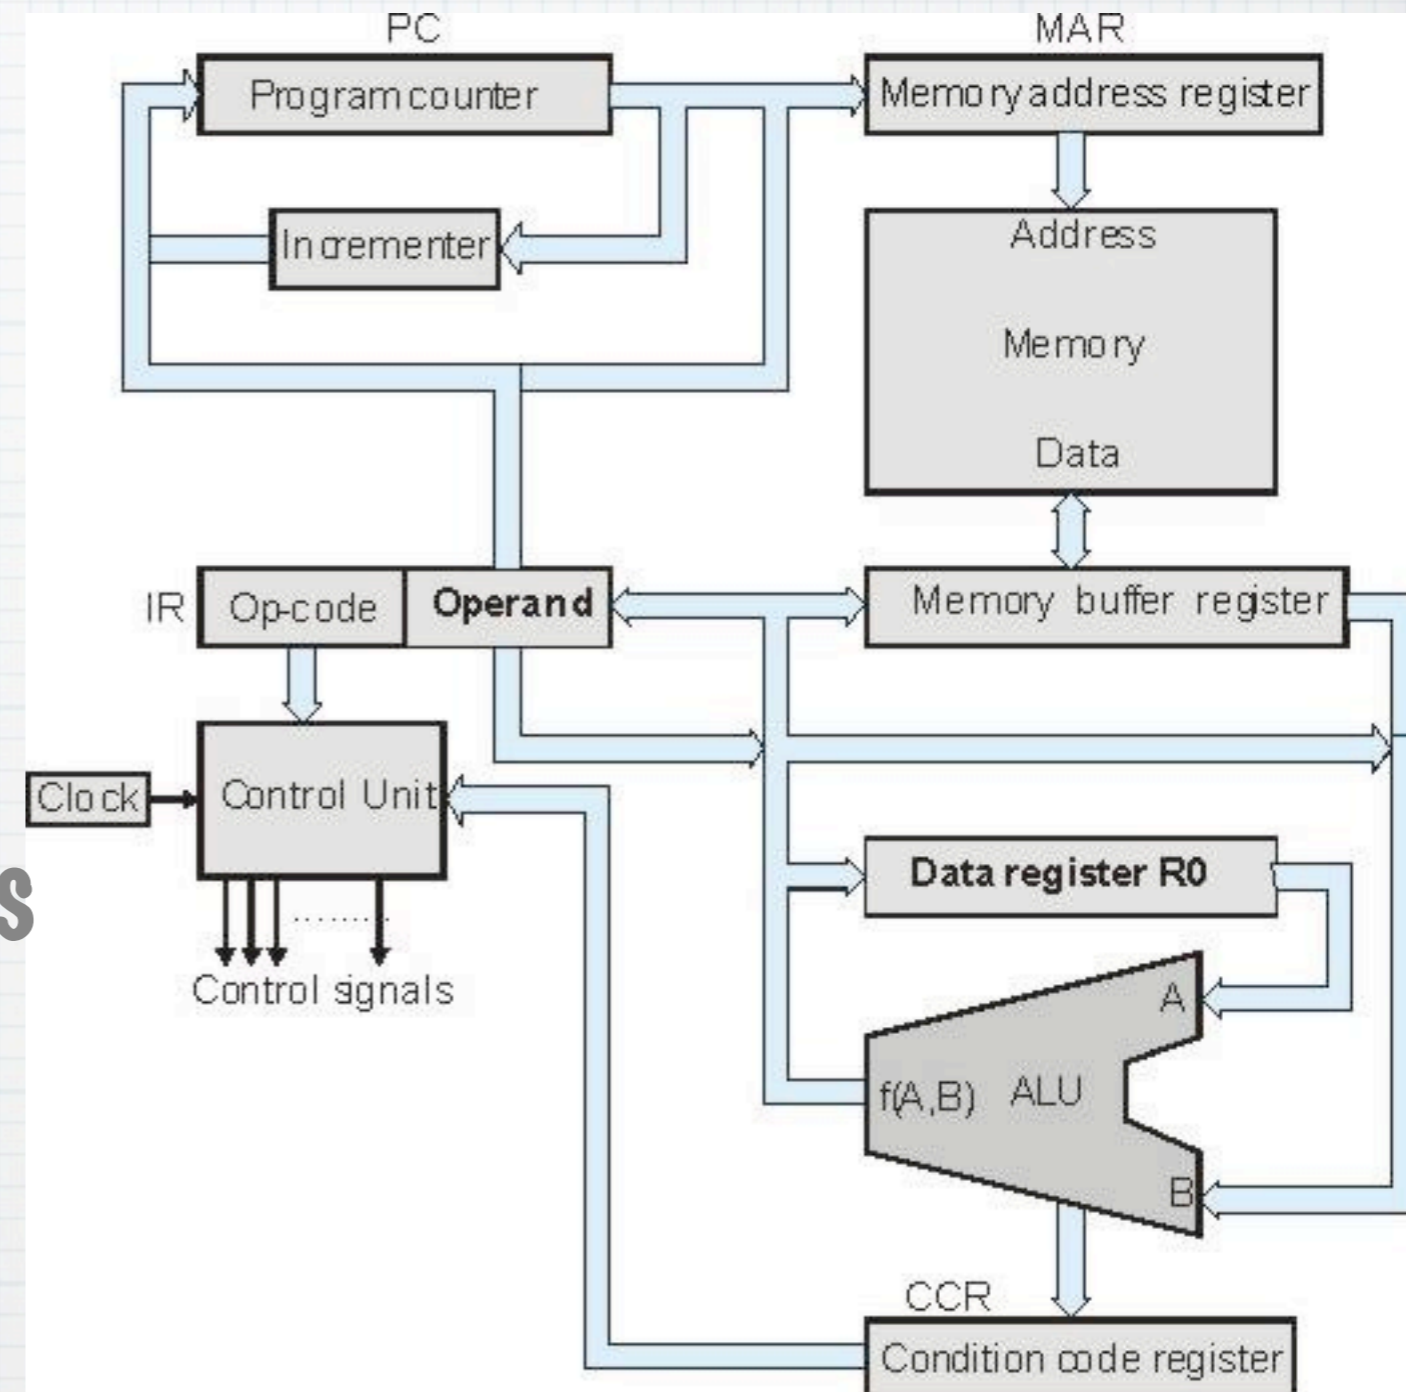 PC
MAR
Program counter
Memory address register
Incrementer
Address
Memory
Data
IR
Op-code
Operand
Memory buffer register
Clock
Control Unit
s
Data register R0
Control signals
A
f(A,B)
ALU
B
CCR
Condition code register